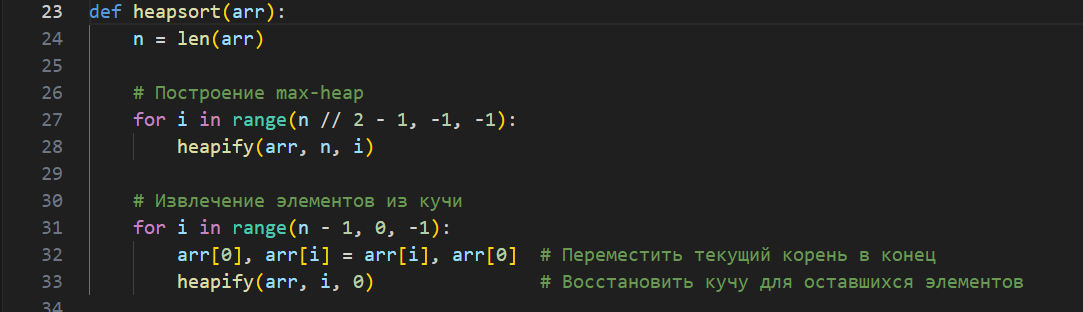 23 def heapsort(arr):
24     n = len(arr)
25
26     # Построение max-heap
27     for i in range(n // 2 - 1, -1, -1):
28         heapify(arr, n, i)
29
30     # Извлечение элементов из кучи
31     for i in range(n - 1, 0, -1):
32         arr[0], arr[i] = arr[i], arr[0]  # Переместить текущий корень в конец
33         heapify(arr, i, 0)               # Восстановить кучу для оставшихся элементов
34